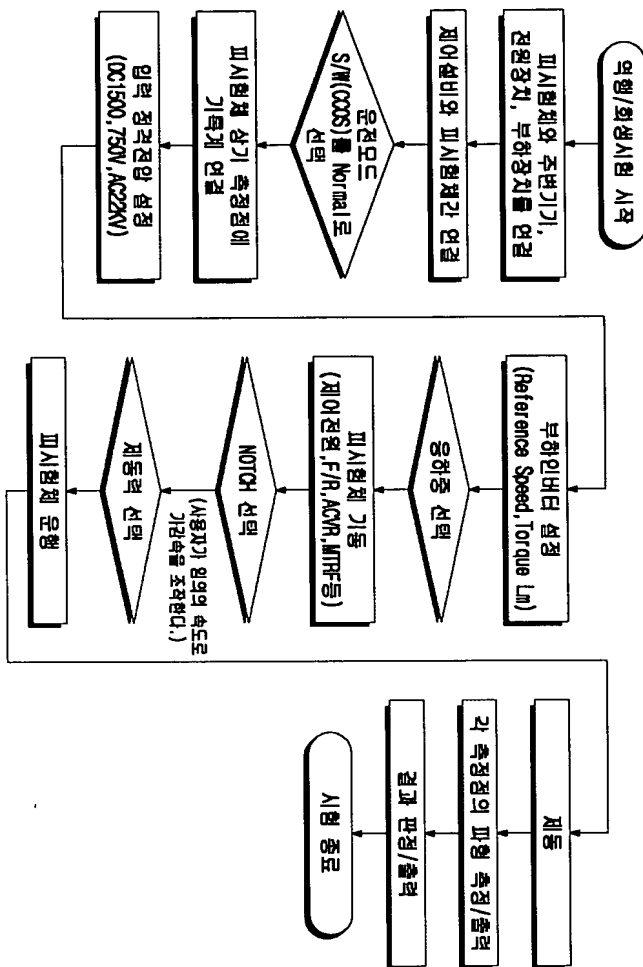 역행/회생시험 시작
피시험치와 주변기기,
전원장치, 부하장치를 연결
제어설비와 피시험체간 연결
운전모드
S/W(CCOS)를 Normal로
선택
피시험체 상기 측정점에
기록계 연결
입력 정격전압 설정
(DC1500,750V,AC22KV)
부하인버터 설정
(Reference Speed,Torque Lm)
응하중 선택
피시험체 기동
(제어전원,F/R,ACVR,MTRF등)
NOTCH 선택
(사용자가 임의의 속도로
가감속을 조작한다.)
제동력 선택
피시험체 운행
제동
각 측정점의 파형 측정/출력
결과 판정/출력
시험 종료